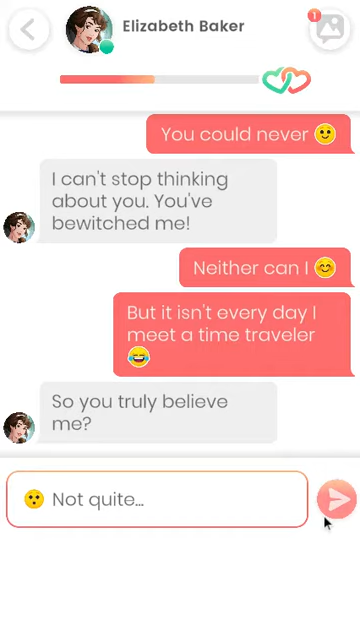 Elizabeth Baker
1
You could never 🙂
I can't stop thinking
about you. You've
bewitched me!
Neither can I 😊
But it isn't every day I
meet a time traveler
😂
So you truly believe
me?
😯 Not quite...